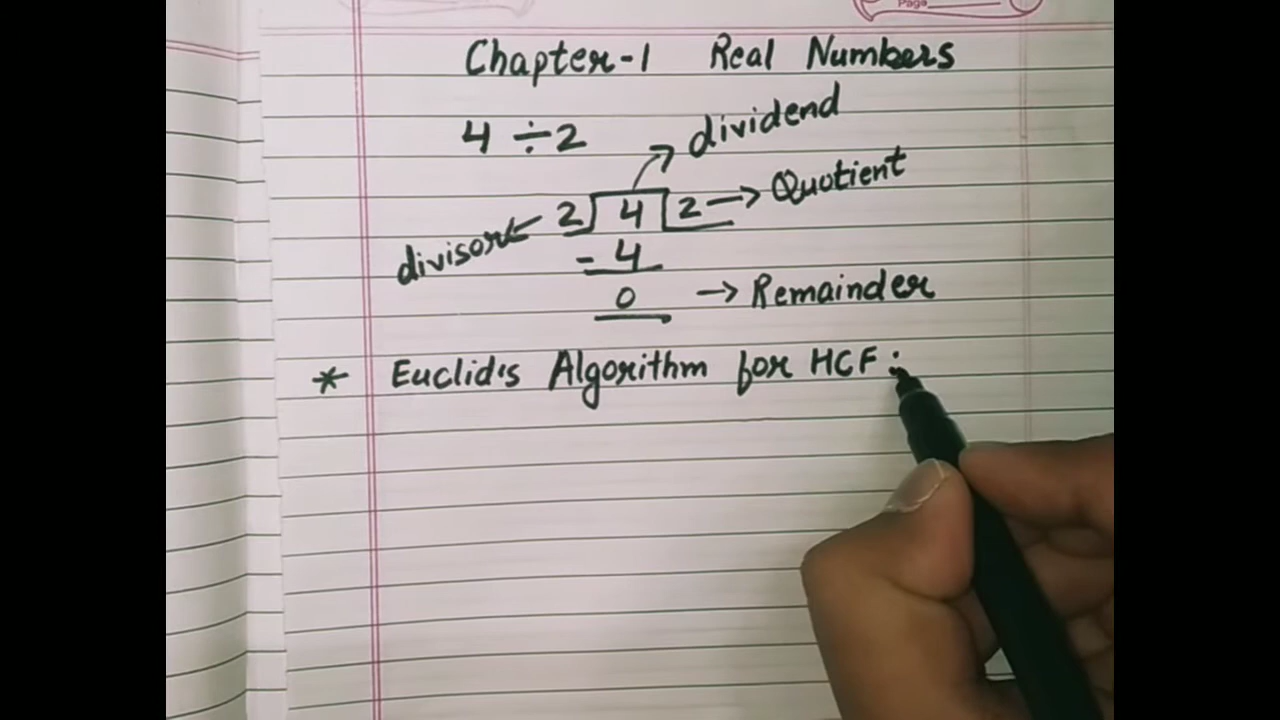 Page
Chapter-1 Real Numbers
4 ÷ 2
dividend
2 4 2 → Quotient
divisor
- 4
0 → Remainder
* Euclid's Algorithm for HCF :